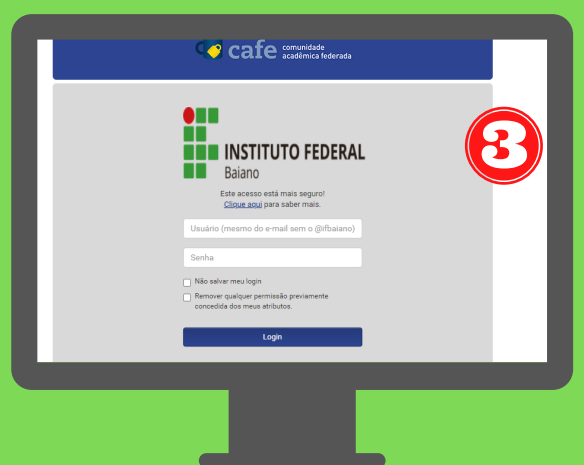 cafe comunidade
acadêmica federada
3
INSTITUTO FEDERAL
Baiano
Este acesso está mais seguro!
Clique aqui para saber mais.
Usuário (mesmo do e-mail sem o @ifbaiano)
Senha
Não salvar meu login
Remover qualquer permissão previamente
concedida dos meus atributos.
Login